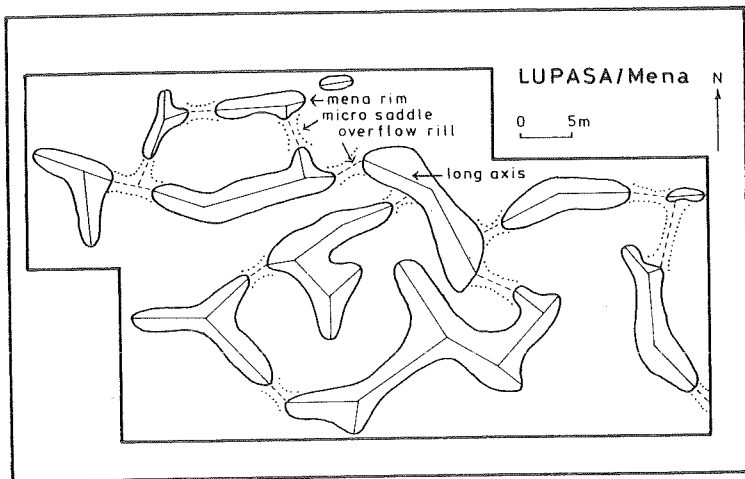 LUPASA/Mena
N
0 5m
mena rim
micro saddle
overflow rill
long axis